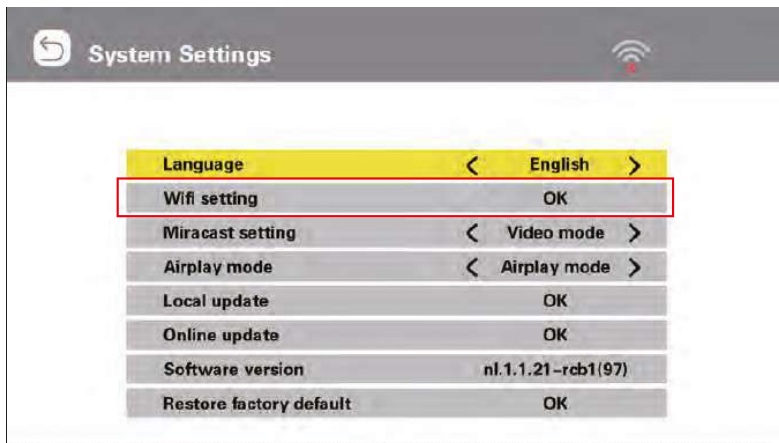 System Settings
Language < English >
Wifi setting OK
Miracast setting < Video mode >
Airplay mode < Airplay mode >
Local update OK
Online update OK
Software version nl.1.1.21-rcb1(97)
Restore factory default OK